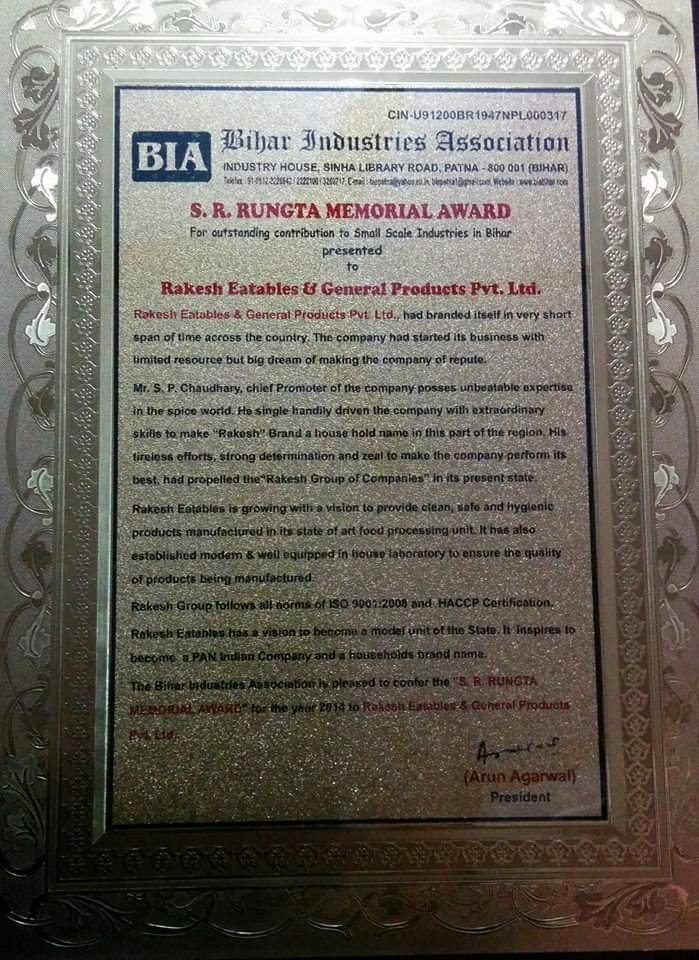 CIN-U91200BR1947NPL000317
BIA
Bihar Industries Association
INDUSTRY HOUSE, SINHA LIBRARY ROAD, PATNA - 800 001 (BIHAR)
S. R. RUNGTA MEMORIAL AWARD
For outstanding contribution to Small Scale Industries in Bihar
presented
to
Rakesh Eatables & General Products Pvt. Ltd.
Rakesh Eatables & General Products Pvt. Ltd., had branded itself in very short
span of time across the country. The company had started its business with
limited resource but big dream of making the company of repute.
Mr. S. P. Chaudhary, chief Promoter of the company posses unbeatable expertise
in the spice world. He single handily driven the company with extraordinary
skills to make "Rakesh" Brand a house hold name in this part of the region. His
tireless efforts, strong determination and zeal to make the company perform its
best, had propelled the"Rakesh Group of Companies" in its present state.
Rakesh Eatables is growing with a vision to provide clean, safe and hygienic
products manufactured in its state of art food processing unit. It has also
established modern & well equipped in house laboratory to ensure the quality
of products being manufactured
Rakesh Group follows all norms of ISO 9001:2008 and HACCP Certification.
Rakesh Eatables has a vision to become a model unit of the State. It inspires to
become a PAN Indian Company and a households brand name.
The Bihar Industries Association is pleased to confer the "S. R. RUNGTA
MEMORIAL AWARD" for the year 2014 to Rakesh Eatables & General Products
Pvt. Ltd.
(Arun Agarwal)
President